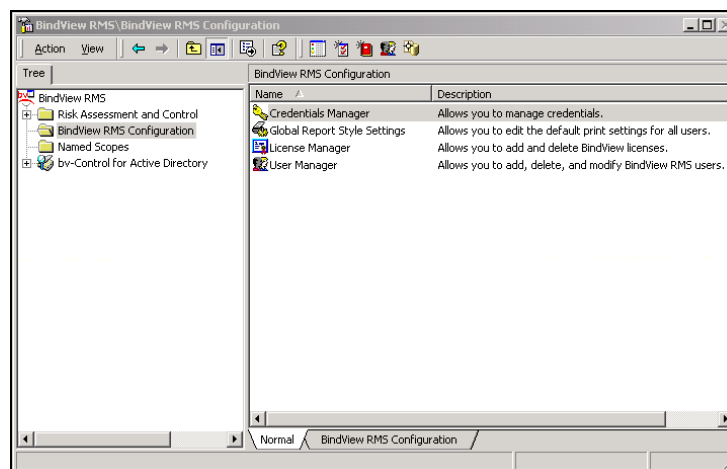 BindView RMS\BindView RMS Configuration
Action View
Tree
BindView RMS Configuration
BindView RMS
Risk Assessment and Control
BindView RMS Configuration
Named Scopes
bv-Control for Active Directory
Name Description
Credentials Manager Allows you to manage credentials.
Global Report Style Settings Allows you to edit the default print settings for all users.
License Manager Allows you to add and delete BindView licenses.
User Manager Allows you to add, delete, and modify BindView RMS users.
Normal BindView RMS Configuration